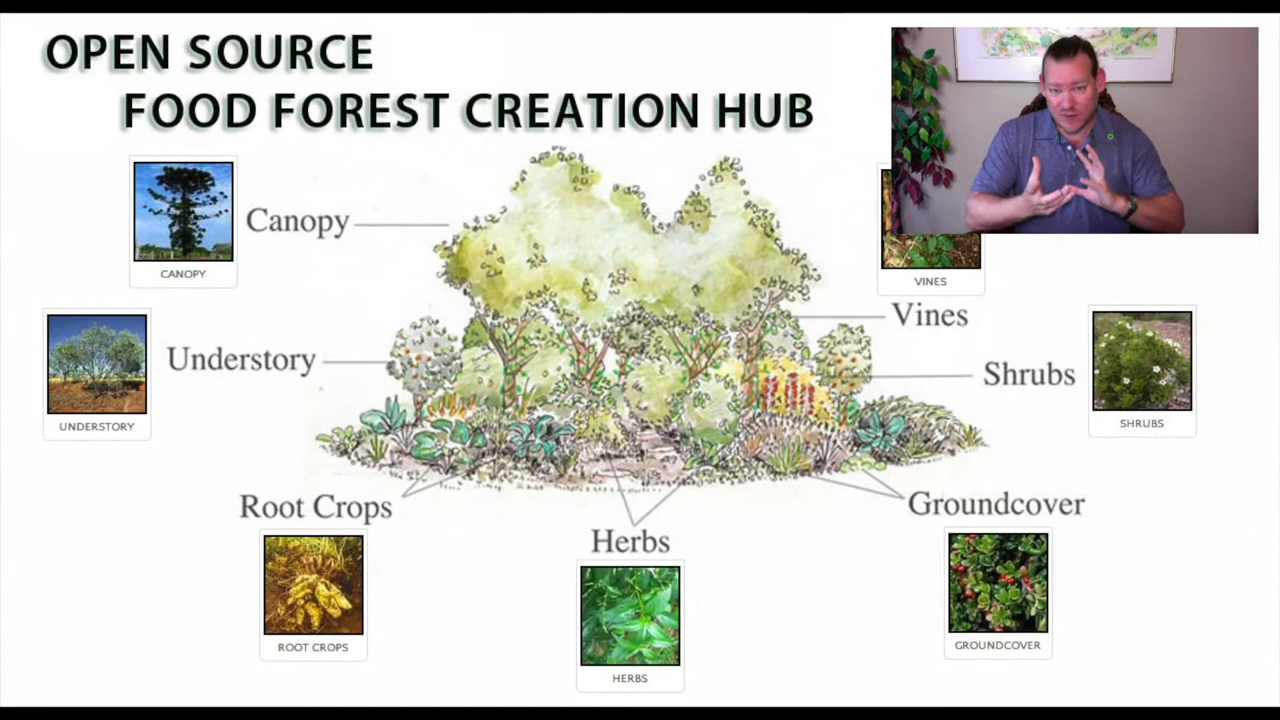 OPEN SOURCE
FOOD FOREST CREATION HUB
Canopy
CANOPY
VINES
Vines
Understory
UNDERSTORY
Shrubs
SHRUBS
Root Crops
ROOT CROPS
Herbs
HERBS
Groundcover
GROUNDCOVER